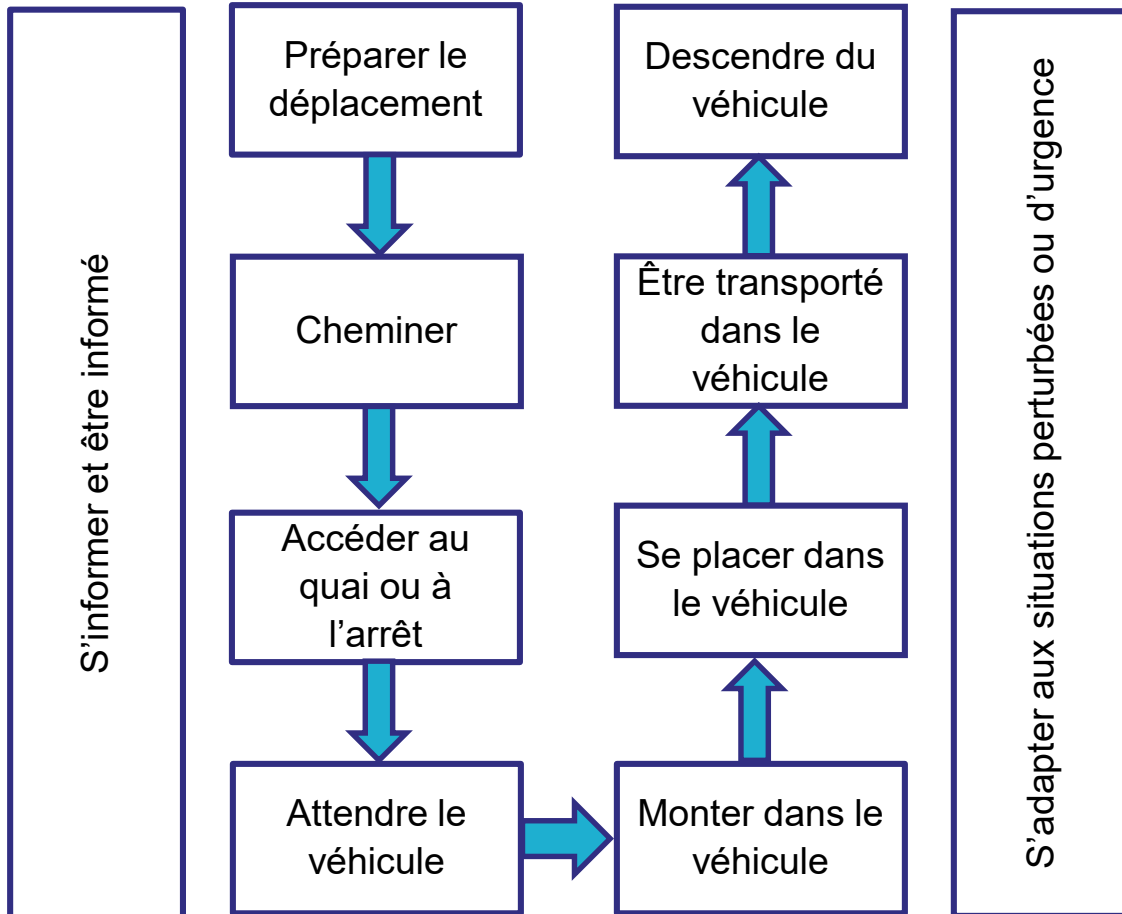 S’informer et être informé
Préparer le
déplacement
Cheminer
Accéder au
quai ou à
l’arrêt
Attendre le
véhicule
Monter dans le
véhicule
Se placer dans
le véhicule
Être transporté
dans le
véhicule
Descendre du
véhicule
S’adapter aux situations perturbées ou d’urgence